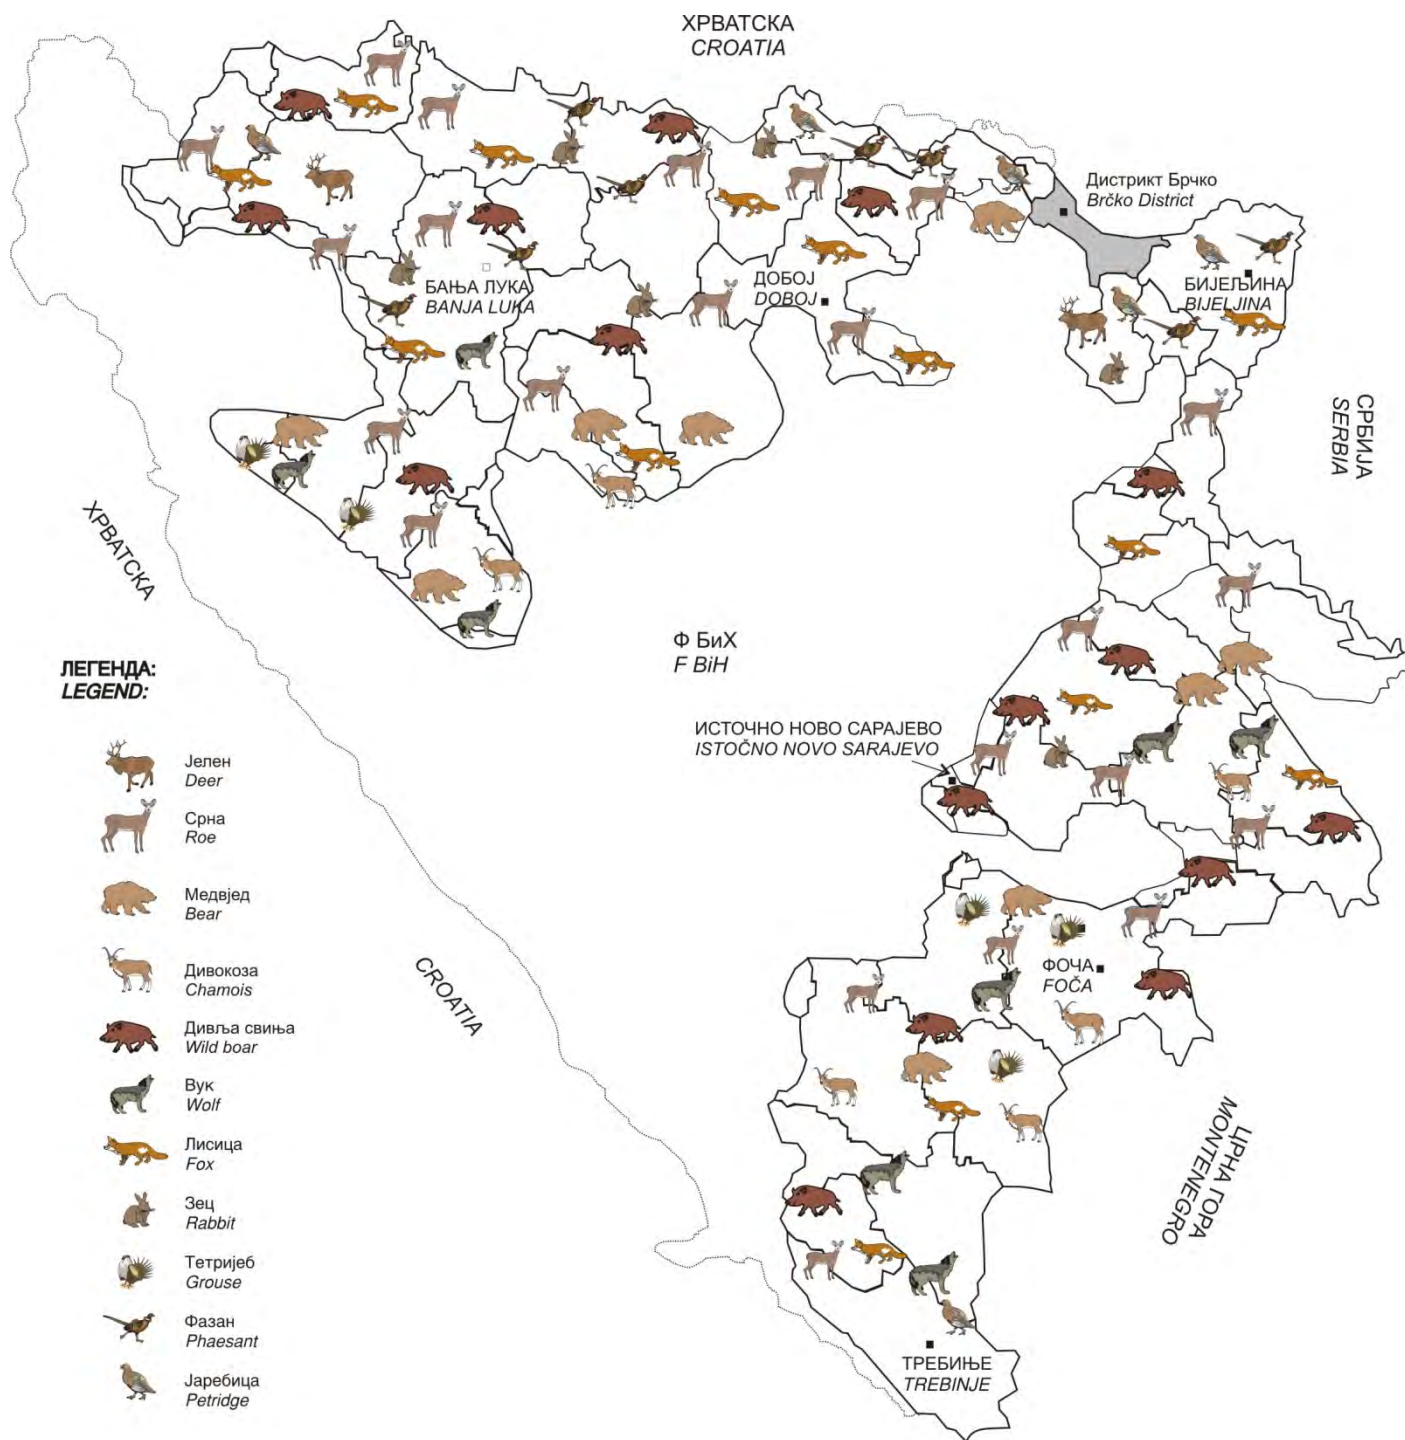 ХРВАТСКА
CROATIA
Дистрикт Брчко
Brčko District
БАЊА ЛУКА
BANJA LUKA
ДОБОЈ
DOBOJ
БИЈЕЉИНА
BIJELJINA
СРБИЈА
SERBIA
ХРВАТСКА
CROATIA
Ф БиХ
F BiH
ИСТОЧНО НОВО САРАЈЕВО
ISTOČNO NOVO SARAJEVO
ФОЧА
FOČA
ЦРНА ГОРА
MONTENEGRO
ТРЕБИЊЕ
TREBINJE
ЛЕГЕНДА:
LEGEND:
Јелен
Deer
Срна
Roe
Медвјед
Bear
Дивокоза
Chamois
Дивља свиња
Wild boar
Вук
Wolf
Лисица
Fox
Зец
Rabbit
Тетријеб
Grouse
Фазан
Phaesant
Јаребица
Petridge